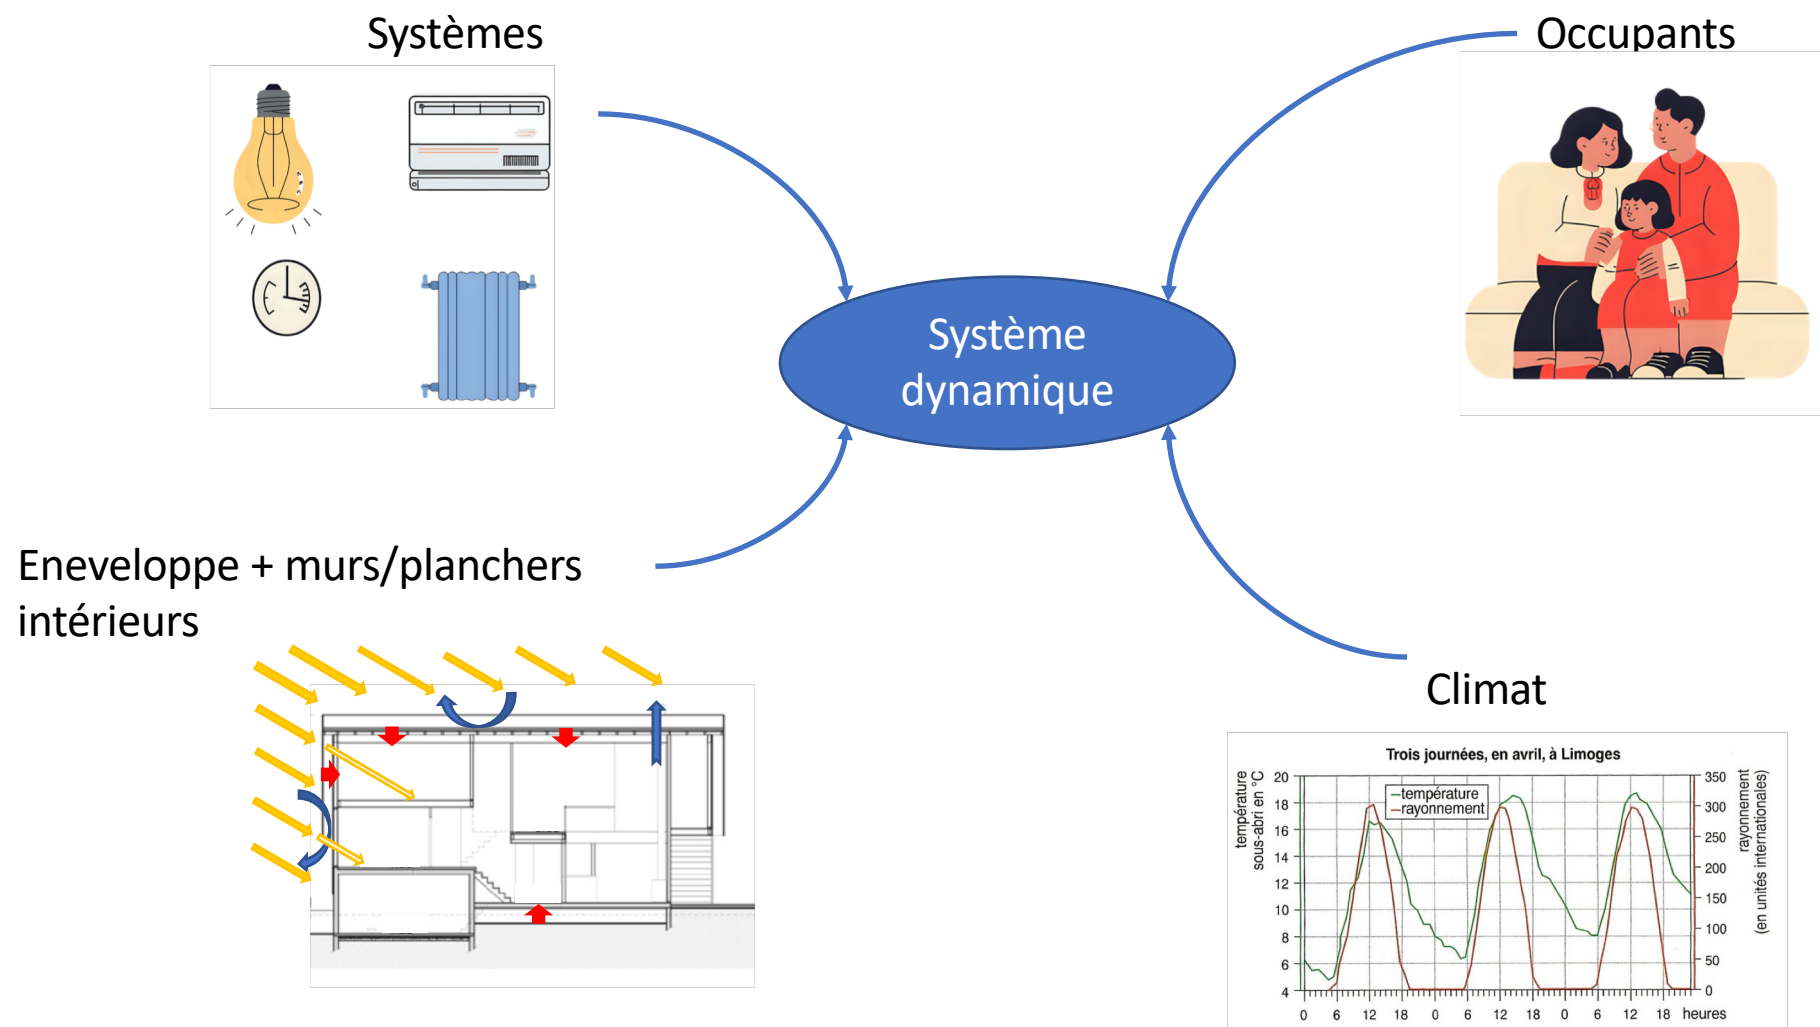 Systèmes
Occupants
Système
dynamique
Eneveloppe + murs/planchers
intérieurs
Climat
Trois journées, en avril, à Limoges
température
sous-abri en °C
rayonnement
(en unités internationales)
température
rayonnement
20
18
16
14
12
10
8
6
4
350
300
250
200
150
100
50
0
0 6 12 18 0 6 12 18 0 6 12 18 heures